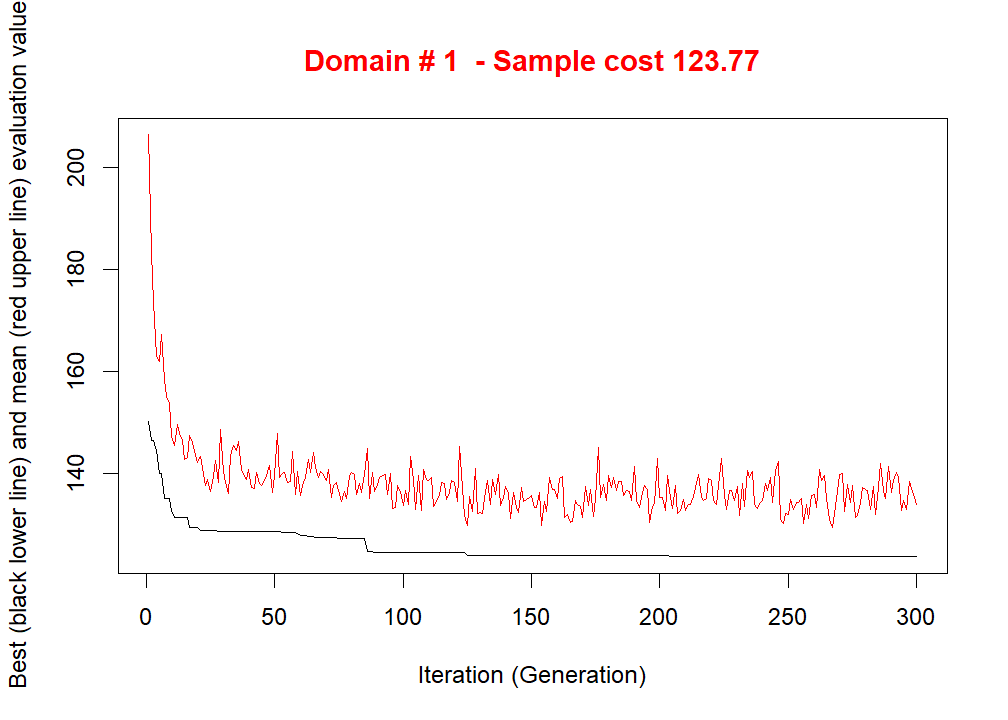 Domain # 1  - Sample cost 123.77
Best (black lower line) and mean (red upper line) evaluation value
200
180
160
140
0 50 100 150 200 250 300
Iteration (Generation)